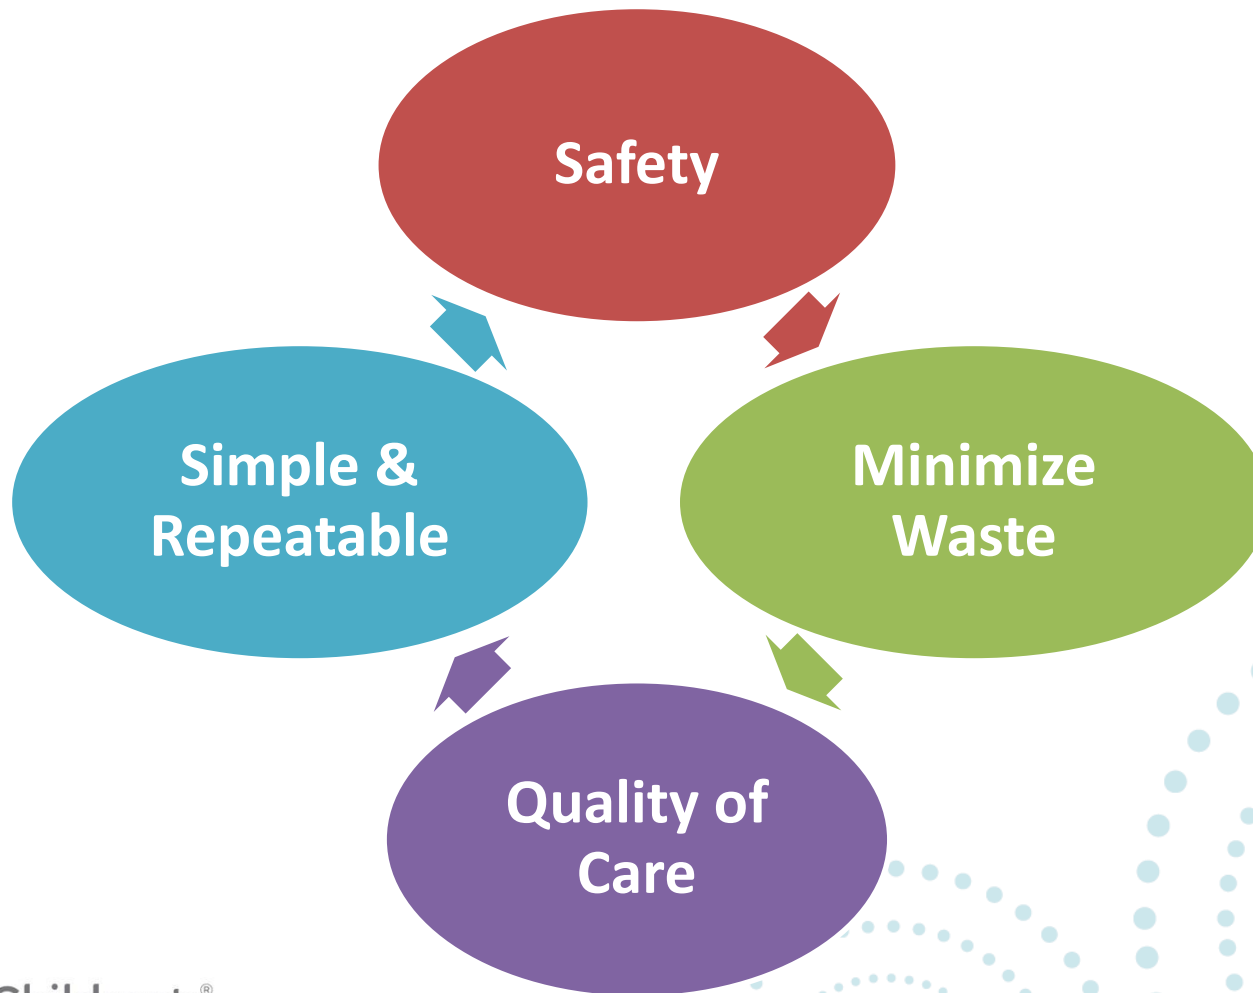 Safety
Simple &
Repeatable
Minimize
Waste
Quality of
Care